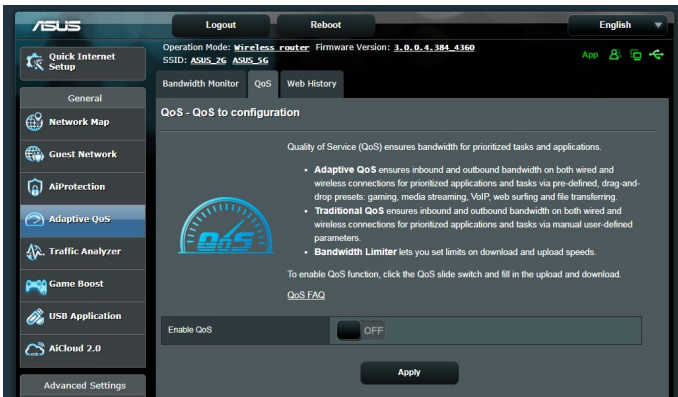 ASUS
Logout
Reboot
English
Quick Internet
Setup
Operation Mode: Wireless router Firmware Version: 3.0.0.4.384_4360
SSID: ASUS_2G ASUS_5G
App
Bandwidth Monitor
QoS
Web History
General
Network Map
Guest Network
AiProtection
Adaptive QoS
Traffic Analyzer
Game Boost
USB Application
AiCloud 2.0
Advanced Settings
QoS - QoS to configuration
QoS
Quality of Service (QoS) ensures bandwidth for prioritized tasks and applications.
• Adaptive QoS ensures inbound and outbound bandwidth on both wired and
wireless connections for prioritized applications and tasks via pre-defined, drag-and-
drop presets: gaming, media streaming, VoIP, web surfing and file transferring.
• Traditional QoS ensures inbound and outbound bandwidth on both wired and
wireless connections for prioritized applications and tasks via manual user-defined
parameters.
• Bandwidth Limiter lets you set limits on download and upload speeds.
To enable QoS function, click the QoS slide switch and fill in the upload and download.
QoS FAQ
Enable QoS
OFF
Apply